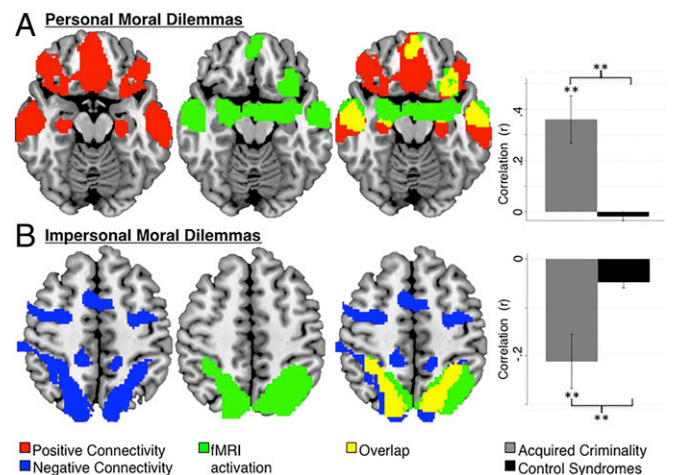 A Personal Moral Dilemmas
**
**
.4
.2
0
Correlation (r)
B Impersonal Moral Dilemmas
0
-.2
Correlation (r)
**
**
Positive Connectivity
Negative Connectivity
fMRI
activation
Overlap
Acquired Criminality
Control Syndromes